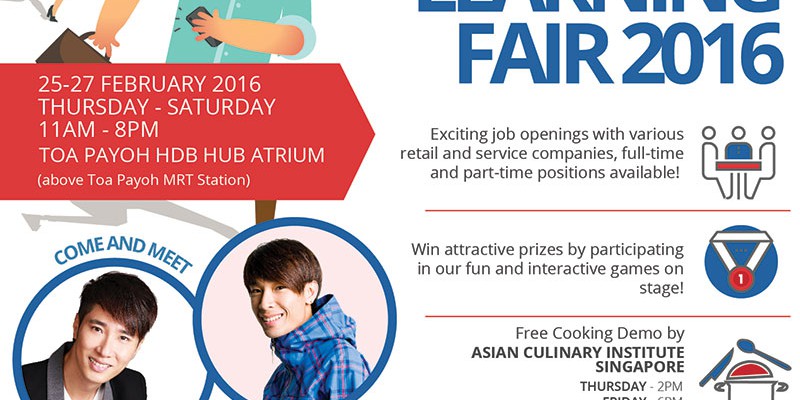 LEARNING
FAIR 2016
25-27 FEBRUARY 2016
THURSDAY - SATURDAY
11AM - 8PM
TOA PAYOH HDB HUB ATRIUM
(above Toa Payoh MRT Station)
COME AND MEET
Exciting job openings with various
retail and service companies, full-time
and part-time positions available!
Win attractive prizes by participating
in our fun and interactive games on
stage!
1
Free Cooking Demo by
ASIAN CULINARY INSTITUTE
SINGAPORE
THURSDAY - 2PM
FRIDAY - 6PM